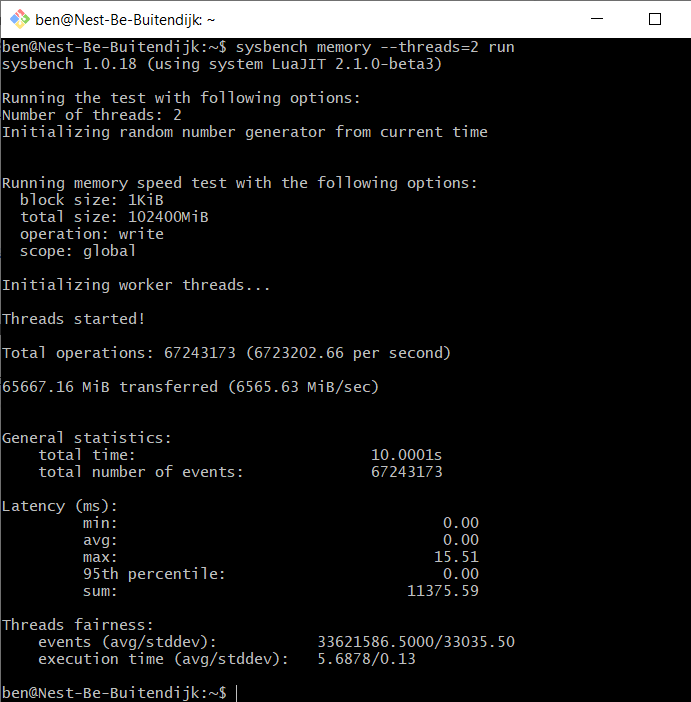 ben@Nest-Be-Buitendijk: ~
ben@Nest-Be-Buitendijk:~$ sysbench memory --threads=2 run
sysbench 1.0.18 (using system LuaJIT 2.1.0-beta3)
Running the test with following options:
Number of threads: 2
Initializing random number generator from current time
Running memory speed test with the following options:
block size: 1KiB
total size: 102400MiB
operation: write
scope: global
Initializing worker threads...
Threads started!
Total operations: 67243173 (6723202.66 per second)
65667.16 MiB transferred (6565.63 MiB/sec)
General statistics:
total time: 10.0001s
total number of events: 67243173
Latency (ms):
min: 0.00
avg: 0.00
max: 15.51
95th percentile: 0.00
sum: 11375.59
Threads fairness:
events (avg/stddev): 33621586.5000/33035.50
execution time (avg/stddev): 5.6878/0.13
ben@Nest-Be-Buitendijk:~$